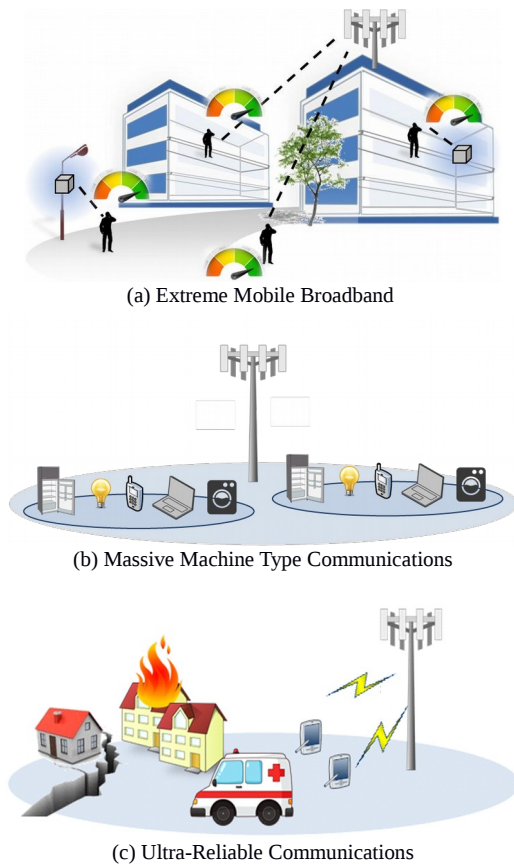 (a) Extreme Mobile Broadband
(b) Massive Machine Type Communications
(c) Ultra-Reliable Communications